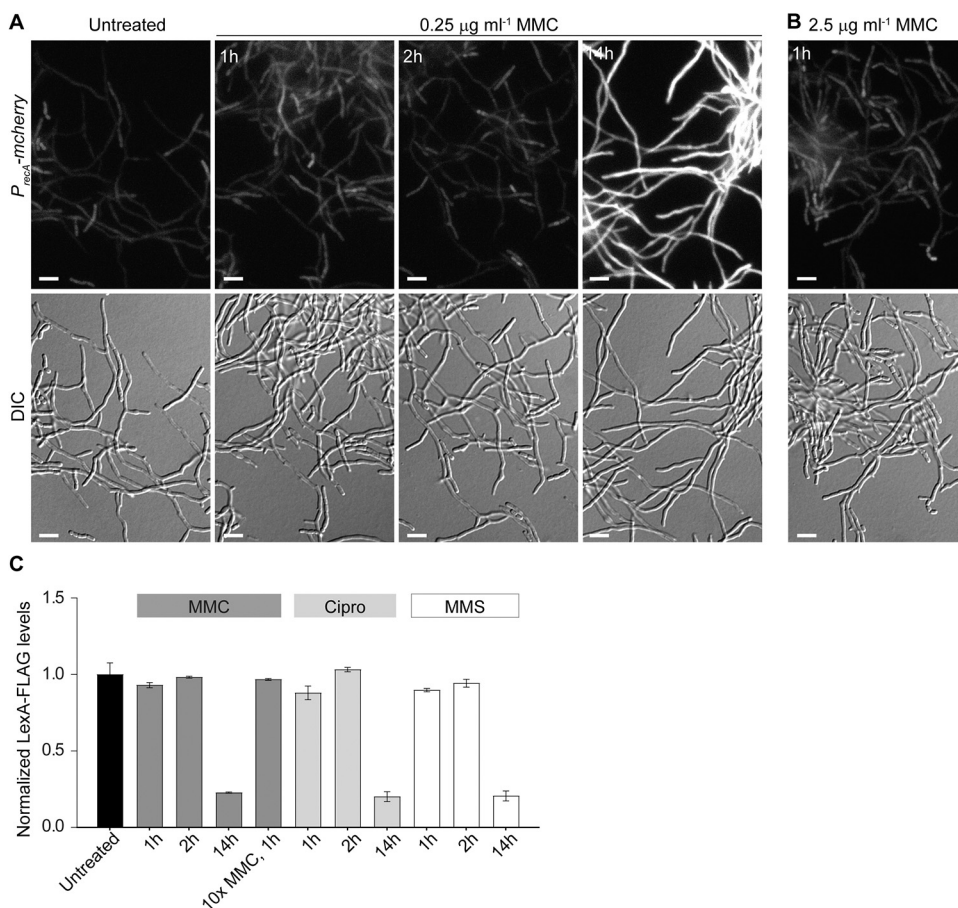 A
Untreated
0.25 μg ml⁻¹ MMC
B
2.5 μg ml⁻¹ MMC
P_recA-mcherry
1h
2h
14h
1h
DIC
C
Normalized LexA-FLAG levels
1.5
1.0
0.5
0.0
MMC
Cipro
MMS
Untreated
1h
2h
14h
10x MMC, 1h
1h
2h
14h
1h
2h
14h